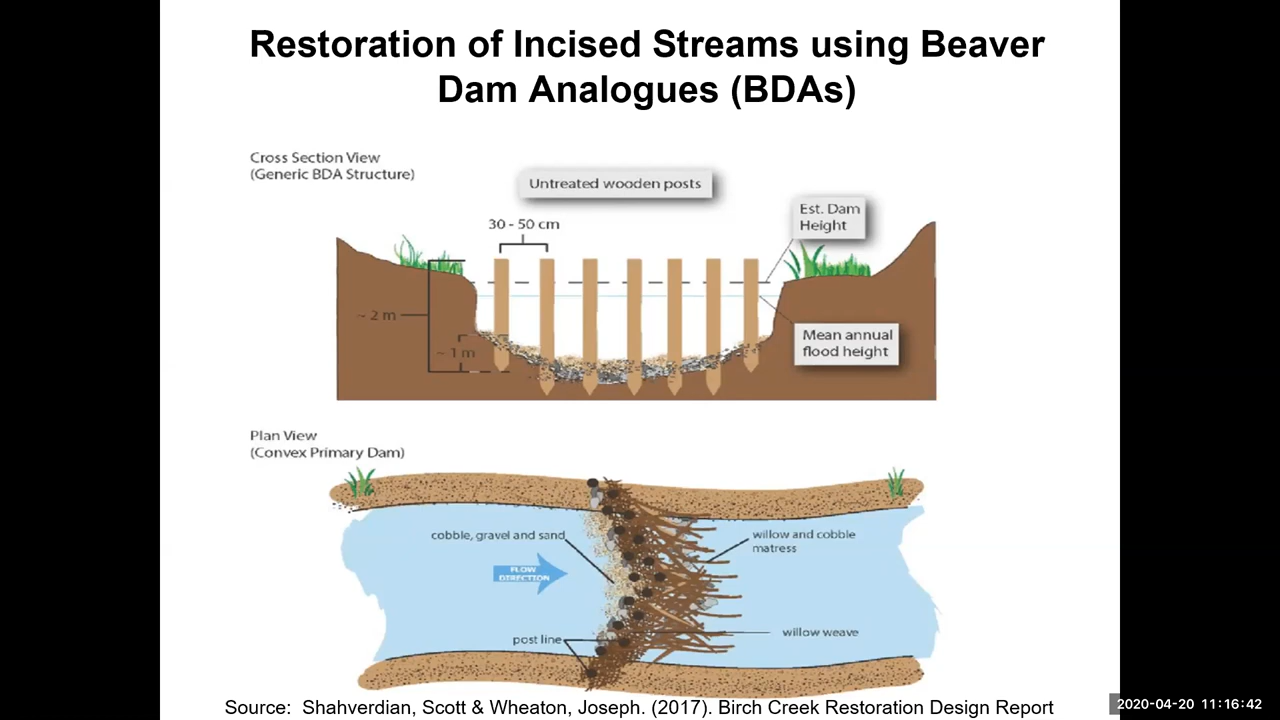 Restoration of Incised Streams using Beaver
Dam Analogues (BDAs)
Cross Section View
(Generic BDA Structure)
Untreated wooden posts
Est. Dam
Height
30 - 50 cm
~ 2 m
~ 1 m
Mean annual
flood height
Plan View
(Convex Primary Dam)
cobble, gravel and sand
willow and cobble
matress
FLOW
DIRECTION
post line
willow weave
Source: Shahverdian, Scott & Wheaton, Joseph. (2017). Birch Creek Restoration Design Report
2020-04-20 11:16:42